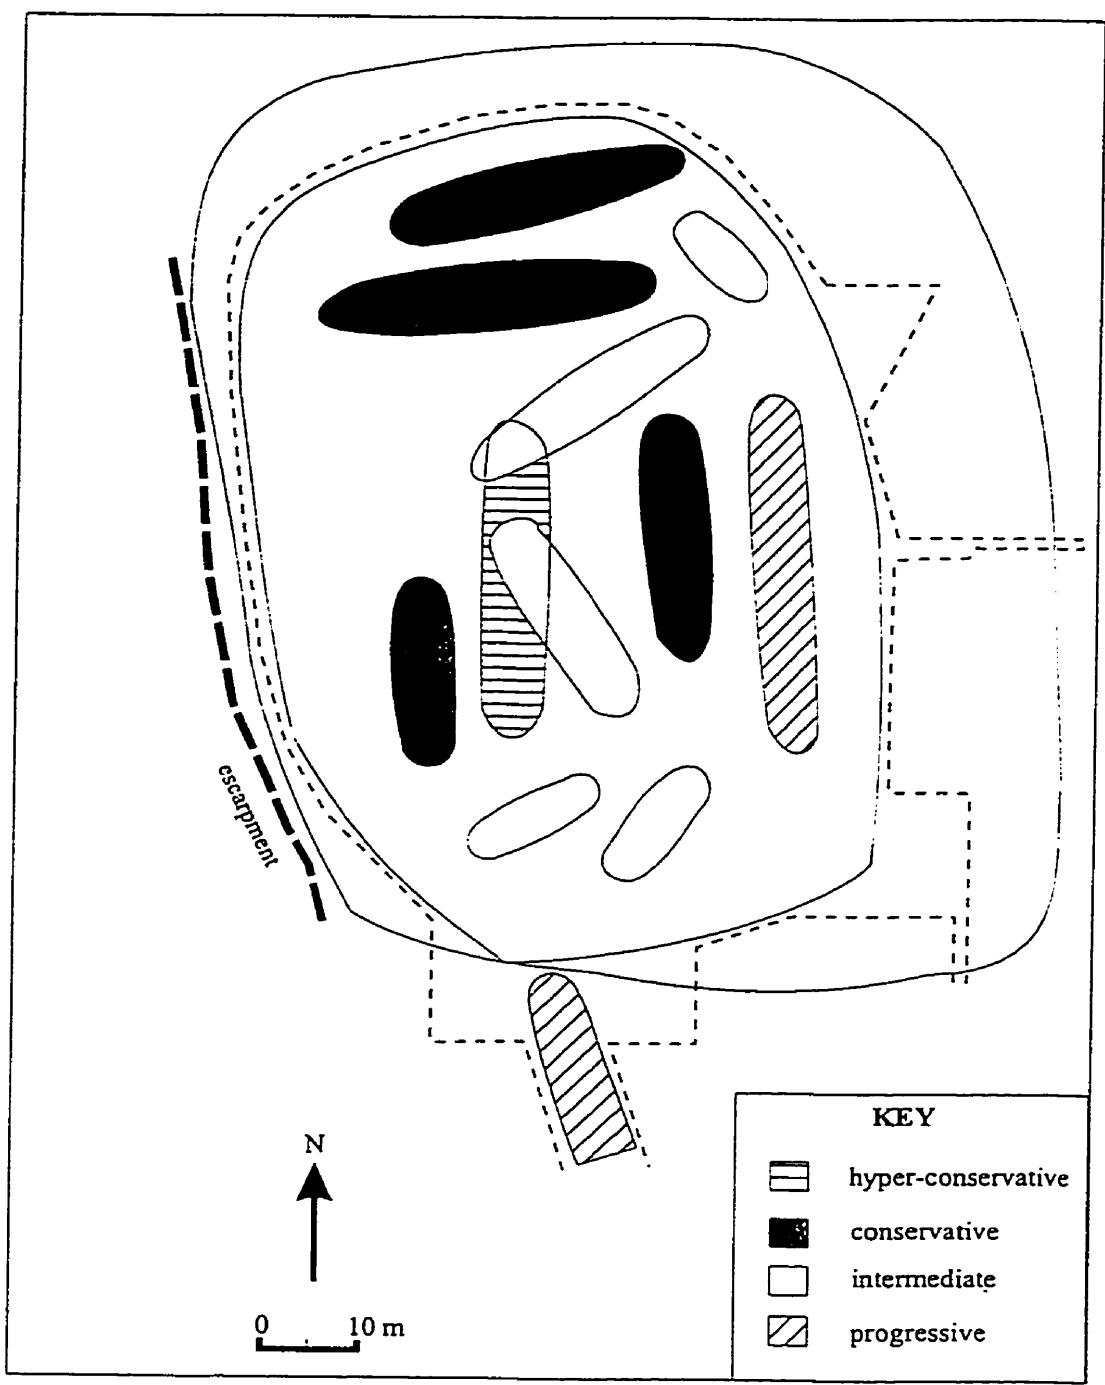 escarpment
N
0 10 m
KEY
hyper-conservative
conservative
intermediate
progressive